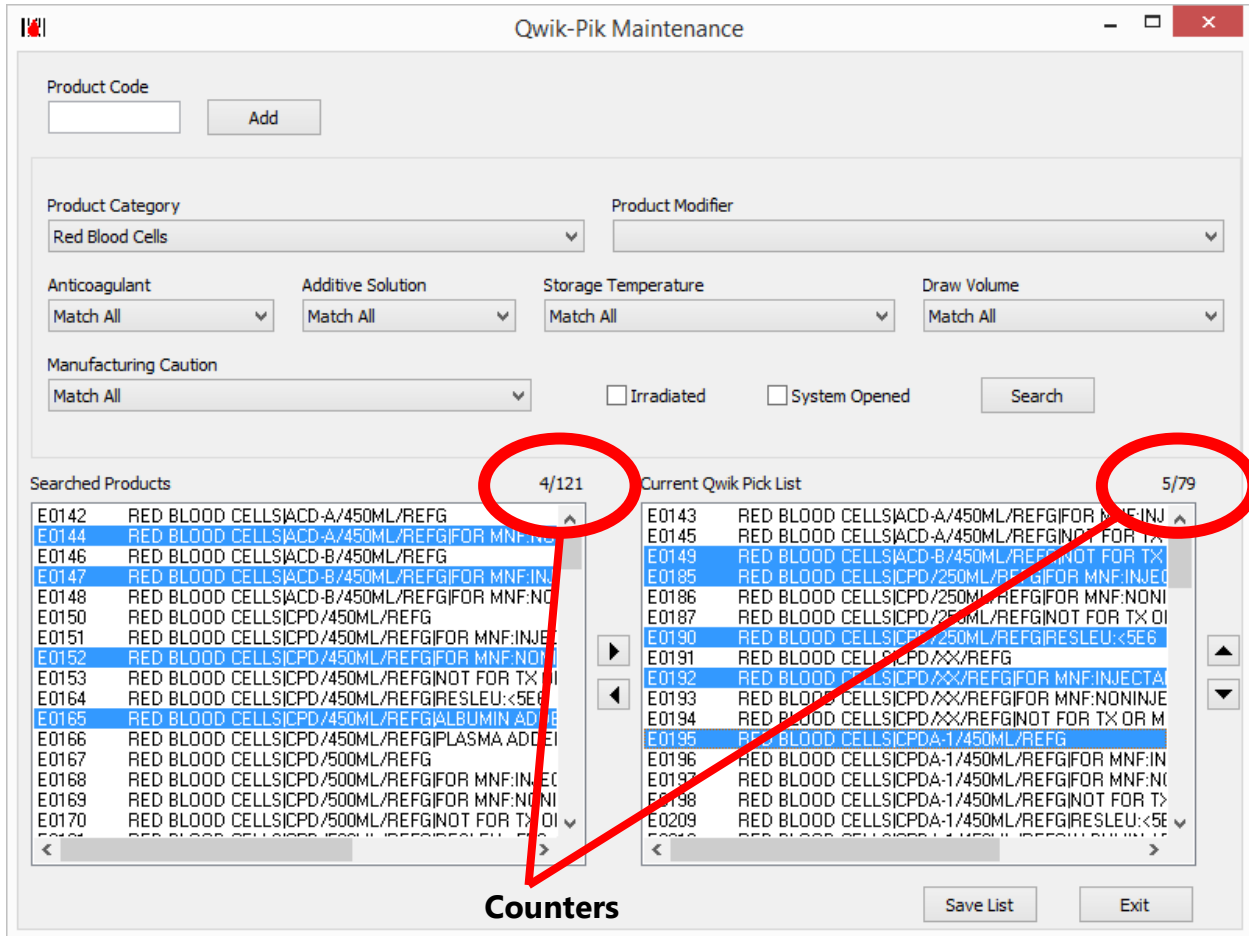 Qwik-Pik Maintenance
Product Code
Add
Product Category
Product Modifier
Red Blood Cells
Anticoagulant
Additive Solution
Storage Temperature
Draw Volume
Match All
Match All
Match All
Match All
Manufacturing Caution
Match All
Irradiated
System Opened
Search
Searched Products
4/121
E0142 RED BLOOD CELLS|ACD-A/450ML/REFG
E0144 RED BLOOD CELLS|ACD-A/450ML/REFG|FOR MNF:NO
E0146 RED BLOOD CELLS|ACD-B/450ML/REFG
E0147 RED BLOOD CELLS|ACD-B/450ML/REFG|FOR MNF:INJ
E0148 RED BLOOD CELLS|ACD-B/450ML/REFG|FOR MNF:NO
E0150 RED BLOOD CELLS|CPD/450ML/REFG
E0151 RED BLOOD CELLS|CPD/450ML/REFG|FOR MNF:INJE
E0152 RED BLOOD CELLS|CPD/450ML/REFG|FOR MNF:NON
E0153 RED BLOOD CELLS|CPD/450ML/REFG|NOT FOR TX
E0164 RED BLOOD CELLS|CPD/450ML/REFG|RESLEU:<5E6
E0165 RED BLOOD CELLS|CPD/450ML/REFG|ALBUMIN ADDE
E0166 RED BLOOD CELLS|CPD/450ML/REFG|PLASMA ADDE
E0167 RED BLOOD CELLS|CPD/500ML/REFG
E0168 RED BLOOD CELLS|CPD/500ML/REFG|FOR MNF:INJEC
E0169 RED BLOOD CELLS|CPD/500ML/REFG|FOR MNF:NONI
E0170 RED BLOOD CELLS|CPD/500ML/REFG|NOT FOR TX
Current Qwik Pick List
5/79
E0143 RED BLOOD CELLS|ACD-A/450ML/REFG|FOR MNF:INJ
E0145 RED BLOOD CELLS|ACD-A/450ML/REFG|NOT FOR TX
E0149 RED BLOOD CELLS|ACD-B/450ML/REFG|NOT FOR TX
E0185 RED BLOOD CELLS|CPD/250ML/REFG|FOR MNF:INJEC
E0186 RED BLOOD CELLS|CPD/250ML/REFG|FOR MNF:NONI
E0187 RED BLOOD CELLS|CPD/250ML/REFG|NOT FOR TX
E0190 RED BLOOD CELLS|CPD/250ML/REFG|RESLEU:<5E6
E0191 RED BLOOD CELLS|CPD/XX/REFG
E0192 RED BLOOD CELLS|CPD/XX/REFG|FOR MNF:INJECTA
E0193 RED BLOOD CELLS|CPD/XX/REFG|FOR MNF:NONINJE
E0194 RED BLOOD CELLS|CPD/XX/REFG|NOT FOR TX OR M
E0195 RED BLOOD CELLS|CPDA-1/450ML/REFG
E0196 RED BLOOD CELLS|CPDA-1/450ML/REFG|FOR MNF:IN
E0197 RED BLOOD CELLS|CPDA-1/450ML/REFG|FOR MNF:N
E0198 RED BLOOD CELLS|CPDA-1/450ML/REFG|NOT FOR
E0209 RED BLOOD CELLS|CPDA-1/450ML/REFG|RESLEU:<5E
Counters
Save List
Exit